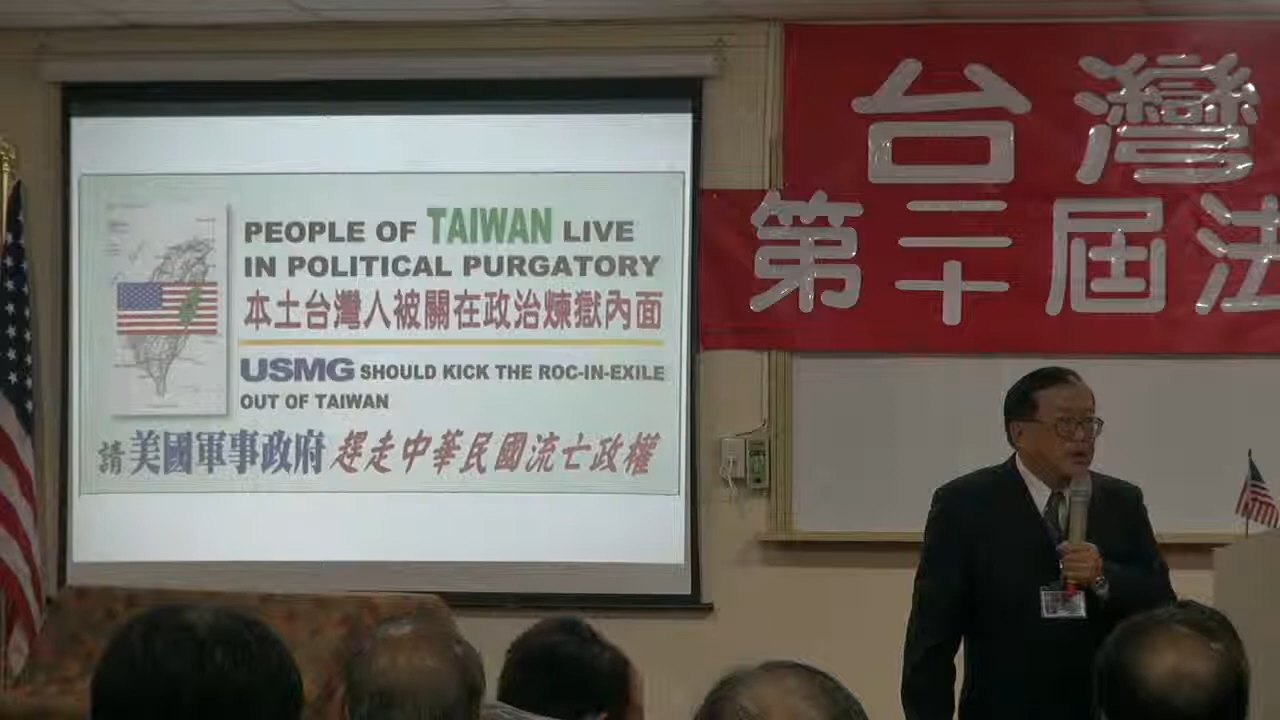 PEOPLE OF TAIWAN LIVE
IN POLITICAL PURGATORY
本土台灣人被關在政治煉獄內面
USMG SHOULD KICK THE ROC-IN-EXILE
OUT OF TAIWAN
請美國軍事政府趕走中華民國流亡政權
台灣
第二十屆法